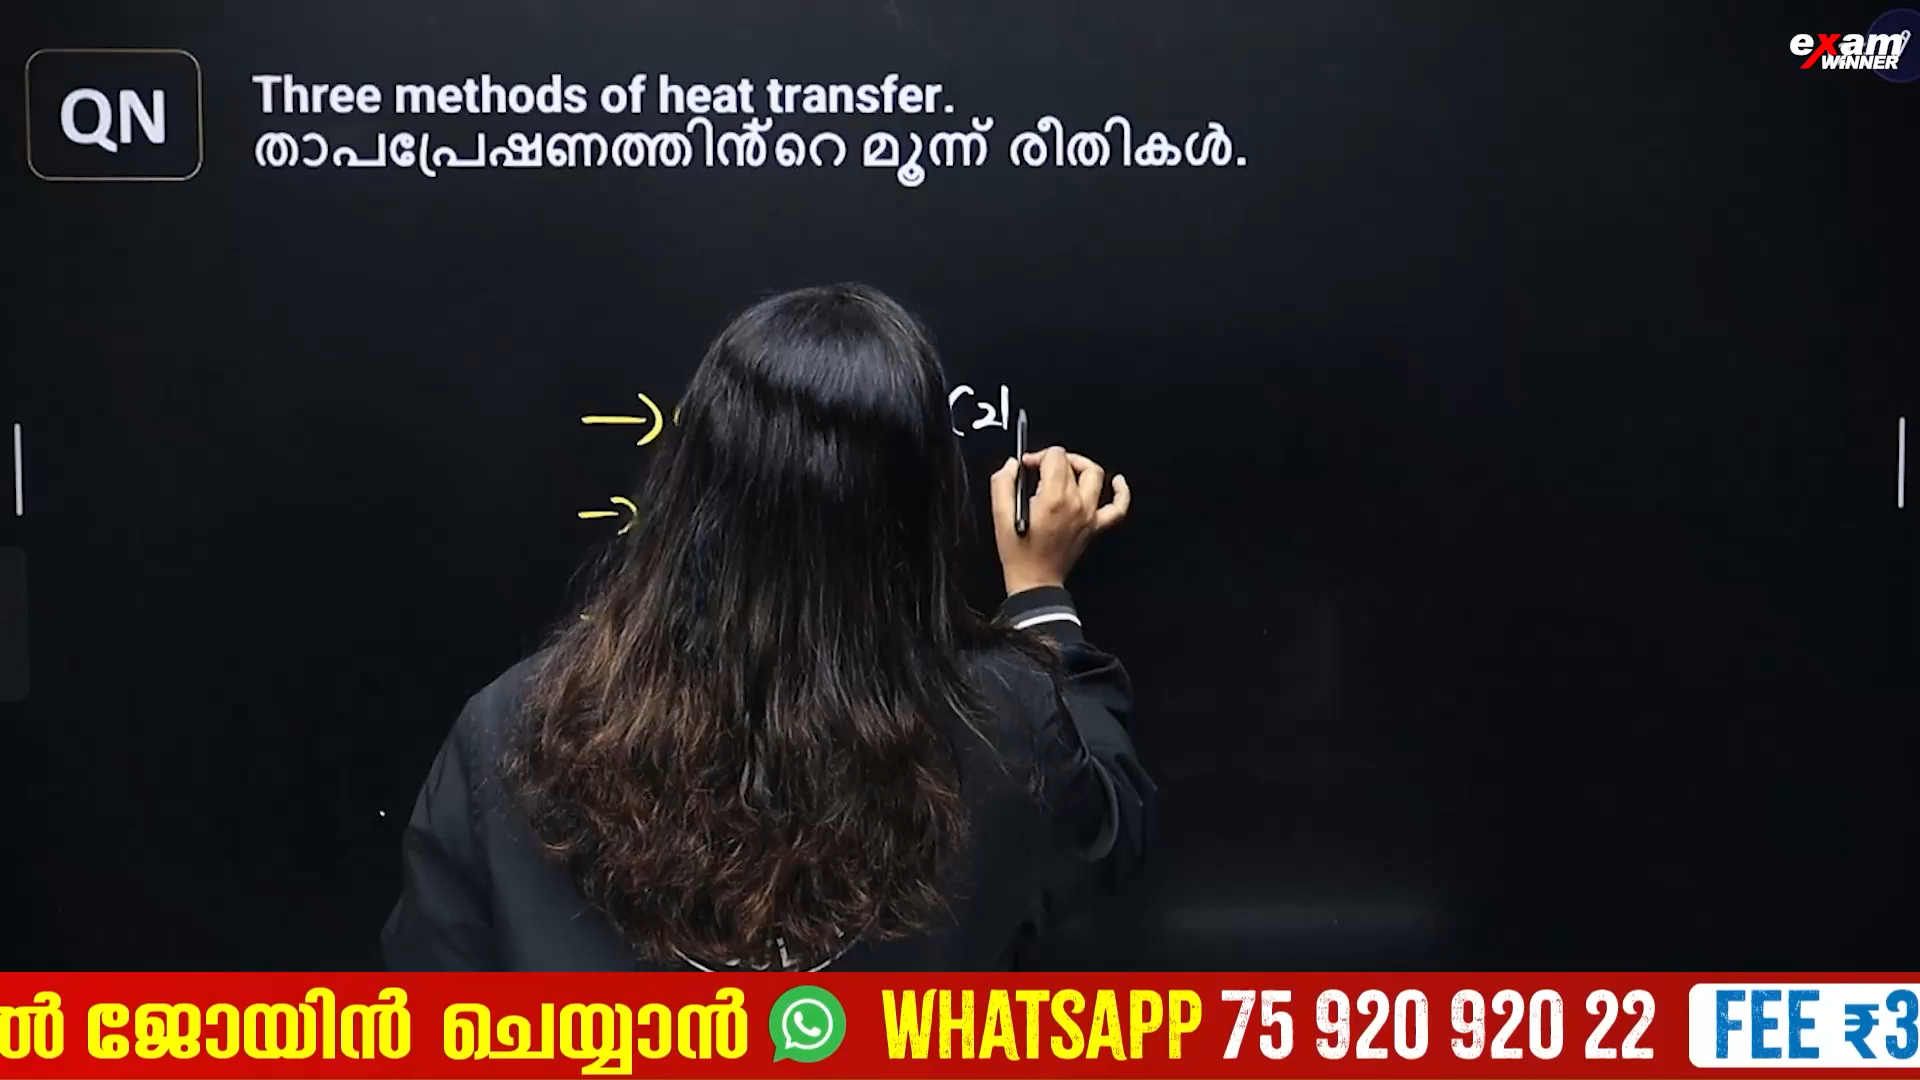 exam
WINNER
QN
Three methods of heat transfer.
താപപ്രേഷണത്തിൻ്റെ മൂന്ന് രീതികൾ.
ൽ ജോയിൻ ചെയ്യാൻ WHATSAPP 75 920 920 22 FEE ₹3